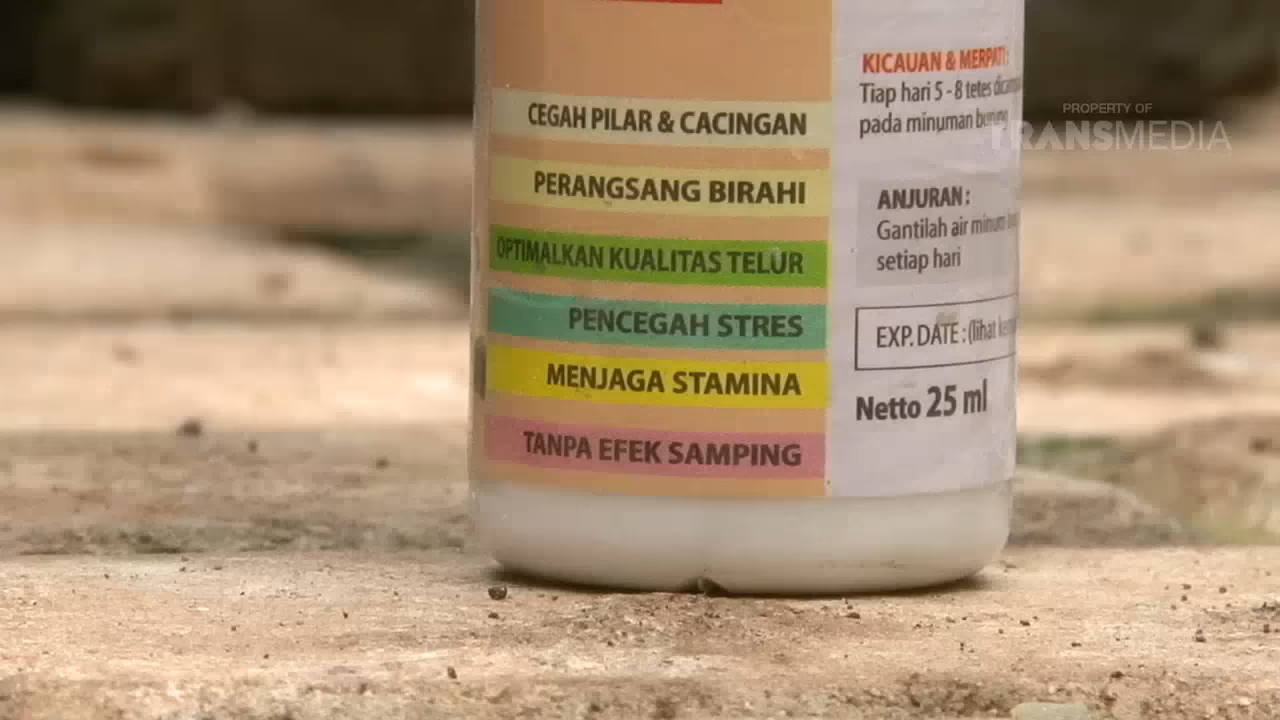 CEGAH PILAR & CACINGAN
PERANGSANG BIRAHI
OPTIMALKAN KUALITAS TELUR
PENCEGAH STRES
MENJAGA STAMINA
TANPA EFEK SAMPING
KICAUAN & MERPATI:
Tiap hari 5 - 8 tetes
pada minuman burung
ANJURAN :
Gantilah air minum
setiap hari
EXP. DATE : (lihat
Netto 25 ml
PROPERTY OF
TRANSMEDIA